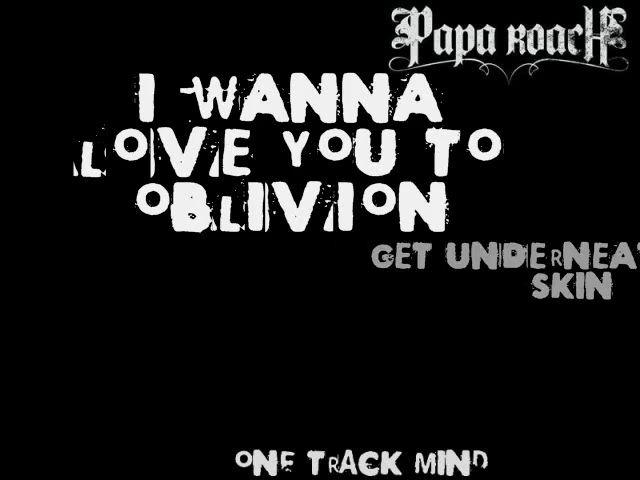 Papa Roach
I WANNA
LOVE YOU TO
OBLIVION
GET UNDERNEAT
SKIN
ONE TRACK MIND